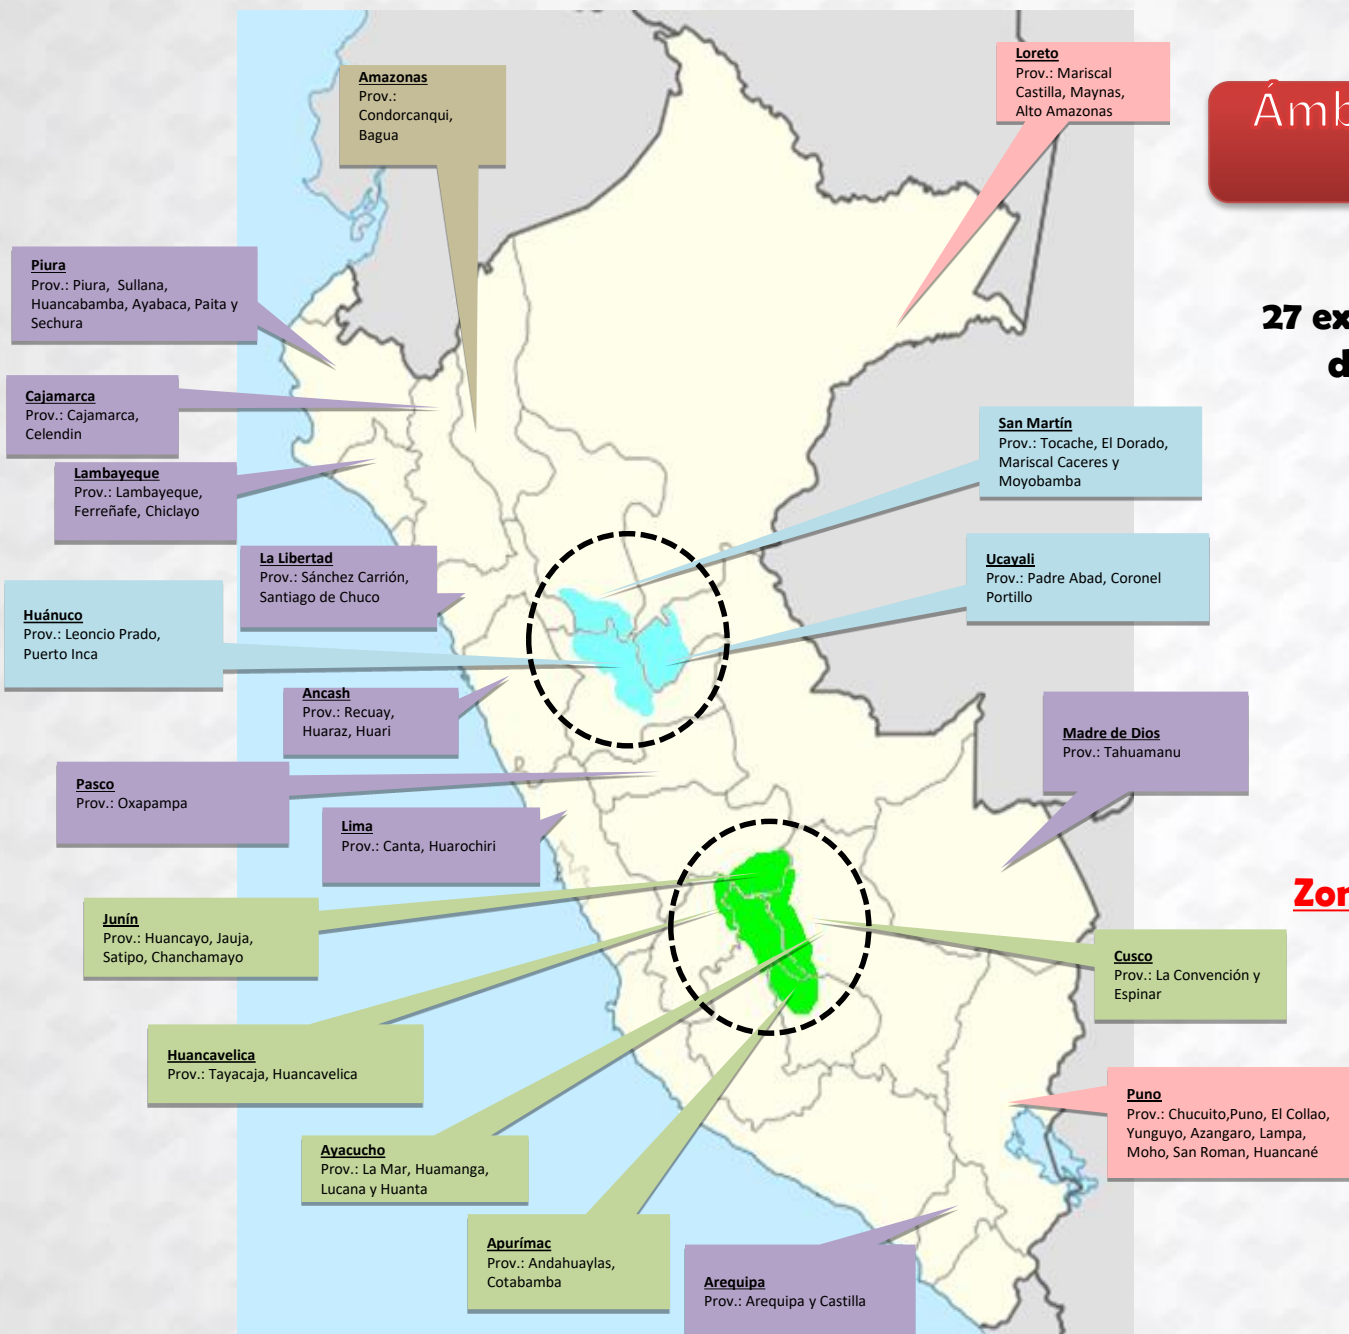 Loreto
Prov.: Mariscal
Castilla, Maynas,
Alto Amazonas
Amazonas
Prov.:
Condorcanqui,
Bagua
Piura
Prov.: Piura,  Sullana,
Huancabamba, Ayabaca, Paita y
Sechura
27
Cajamarca
Prov.: Cajamarca,
Celendin
San Martín
Prov.: Tocache, El Dorado,
Mariscal Caceres y
Moyobamba
Lambayeque
Prov.: Lambayeque,
Ferreñafe, Chiclayo
La Libertad
Prov.: Sánchez Carrión,
Santiago de Chuco
Ucayali
Prov.: Padre Abad, Coronel
Portillo
Huánuco
Prov.: Leoncio Prado,
Puerto Inca
Ancash
Prov.: Recuay,
Huaraz, Huari
Madre de Dios
Prov.: Tahuamanu
Pasco
Prov.: Oxapampa
Lima
Prov.: Canta, Huarochiri
Junín
Prov.: Huancayo, Jauja,
Satipo, Chanchamayo
Cusco
Prov.: La Convención y
Espinar
Huancavelica
Prov.: Tayacaja, Huancavelica
Puno
Prov.: Chucuito,Puno, El Collao,
Yunguyo, Azangaro, Lampa,
Moho, San Roman, Huancané
Ayacucho
Prov.: La Mar, Huamanga,
Lucana y Huanta
Apurímac
Prov.: Andahuaylas,
Cotabamba
Arequipa
Prov.: Arequipa y Castilla